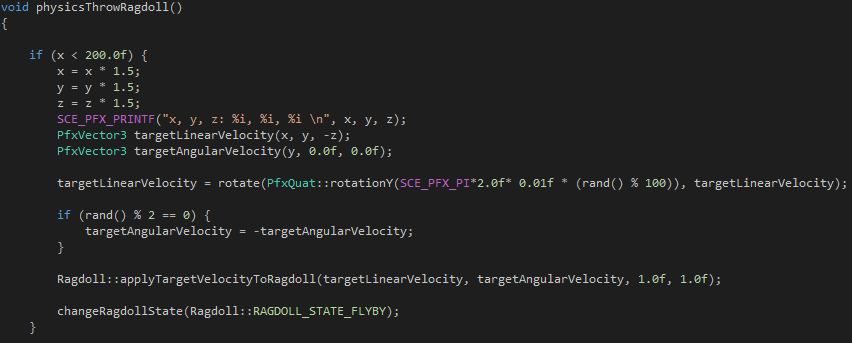 void physicsThrowRagdoll()
{
if (x < 200.0f) {
x = x * 1.5;
y = y * 1.5;
z = z * 1.5;
SCE_PFX_PRINTF("x, y, z: %i, %i, %i \n", x, y, z);
PfxVector3 targetLinearVelocity(x, y, -z);
PfxVector3 targetAngularVelocity(y, 0.0f, 0.0f);
targetLinearVelocity = rotate(PfxQuat::rotationY(SCE_PFX_PI*2.0f* 0.01f * (rand() % 100)), targetLinearVelocity);
if (rand() % 2 == 0) {
targetAngularVelocity = -targetAngularVelocity;
}
Ragdoll::applyTargetVelocityToRagdoll(targetLinearVelocity, targetAngularVelocity, 1.0f, 1.0f);
changeRagdollState(Ragdoll::RAGDOLL_STATE_FLYBY);
}